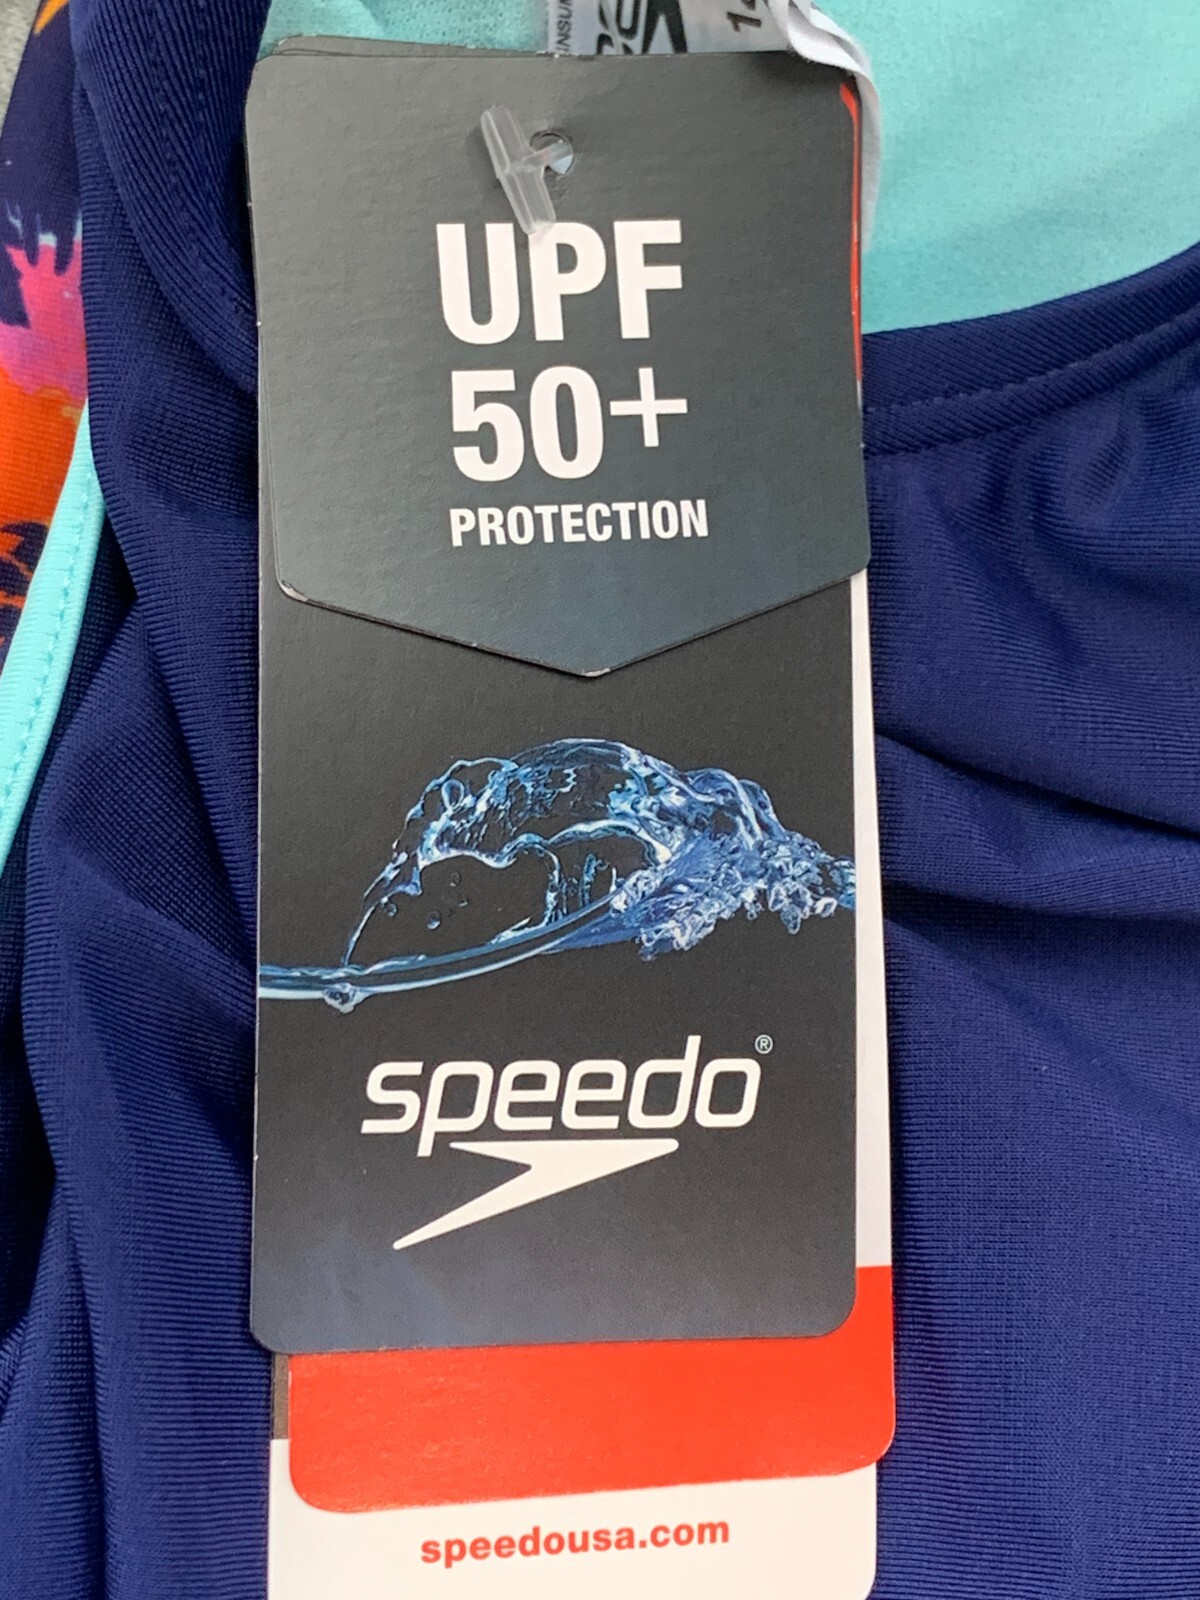 UPF
50+
PROTECTION
speedo®
speedousa.com